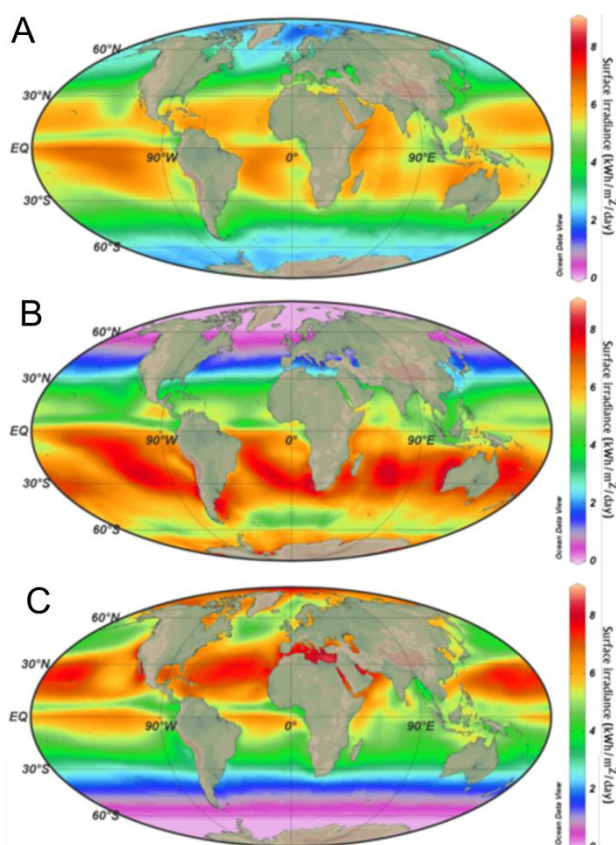 A
60°N
30°N
EQ
90°W
0°
90°E
30°S
60°S
8
6
4
2
0
Surface Irradiance (kWh/m²/day)
Ocean Data View
B
60°N
30°N
EQ
90°W
0°
90°E
30°S
60°S
8
6
4
2
0
Surface Irradiance (kWh/m²/day)
Ocean Data View
C
60°N
30°N
EQ
90°W
0°
90°E
30°S
60°S
8
6
4
2
0
Surface Irradiance (kWh/m²/day)
Ocean Data View